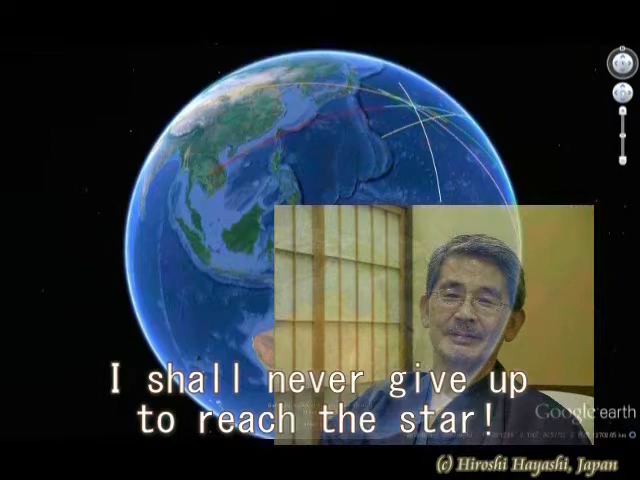 I shall never give up
to reach the star!
Google earth
(c) Hiroshi Hayashi, Japan